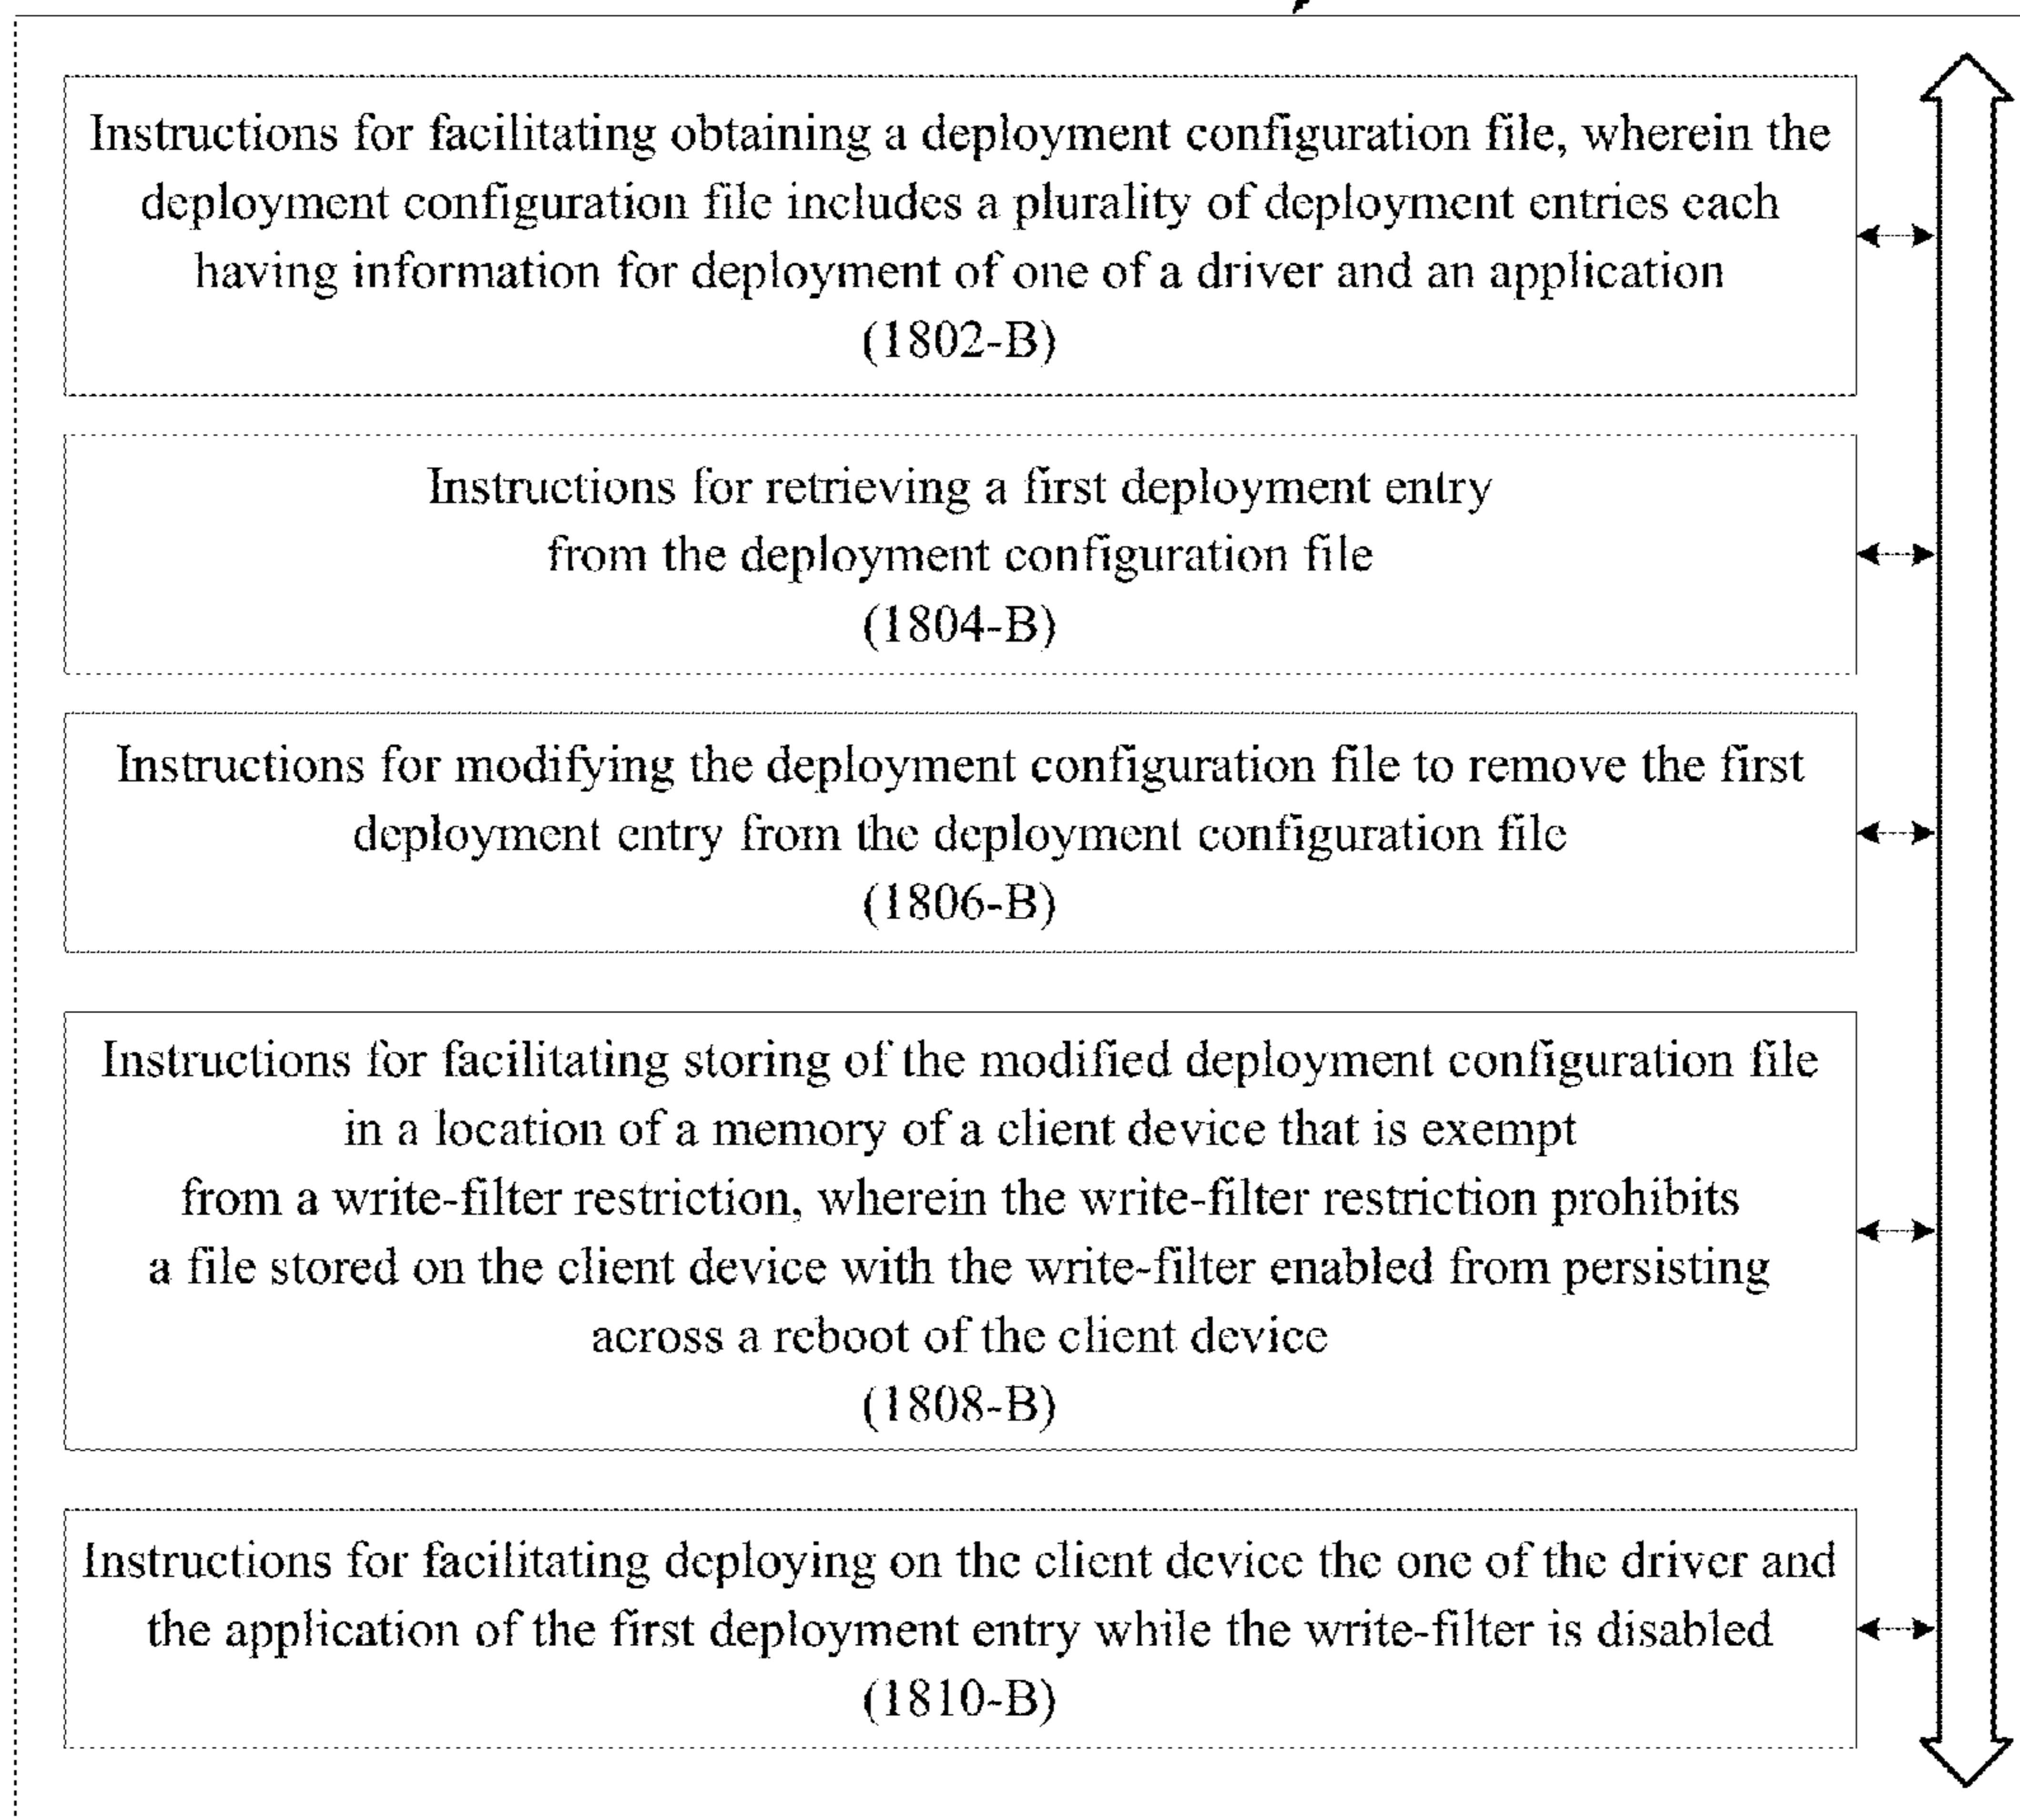 Instructions for facilitating obtaining a deployment configuration file, wherein the
deployment configuration file includes a plurality of deployment entries each
having information for deployment of one of a driver and an application
(1802-B)
Instructions for retrieving a first deployment entry
from the deployment configuration file
(1804-B)
Instructions for modifying the deployment configuration file to remove the first
deployment entry from the deployment configuration file
(1806-B)
Instructions for facilitating storing of the modified deployment configuration file
in a location of a memory of a client device that is exempt
from a write-filter restriction, wherein the write-filter restriction prohibits
a file stored on the client device with the write-filter enabled from persisting
across a reboot of the client device
(1808-B)
Instructions for facilitating deploying on the client device the one of the driver and
the application of the first deployment entry while the write-filter is disabled
(1810-B)